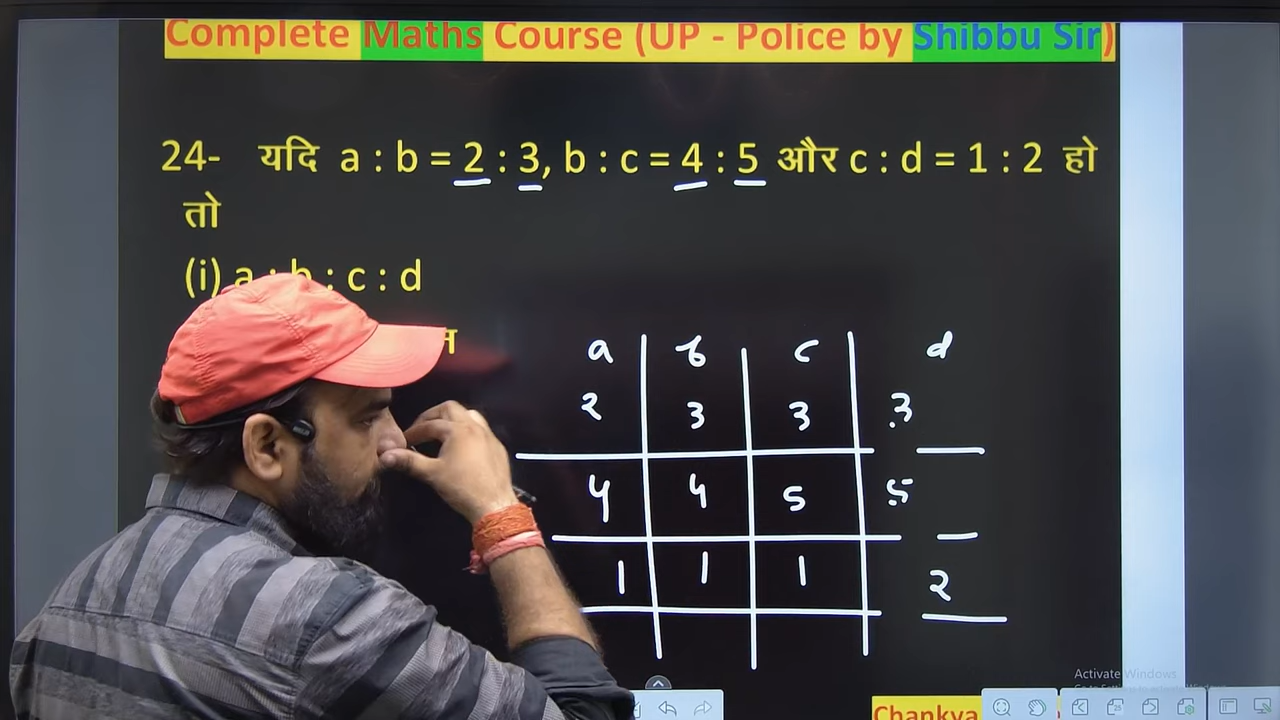 Complete Maths Course (UP - Police by Shibbu Sir)
24- यदि a : b = 2 : 3, b : c = 4 : 5 और c : d = 1 : 2 हो
तो
(i) a : b : c : d
a b c d
2 3 3 3
4 4 5 5
1 1 1 2
Activate Windows
Chankya